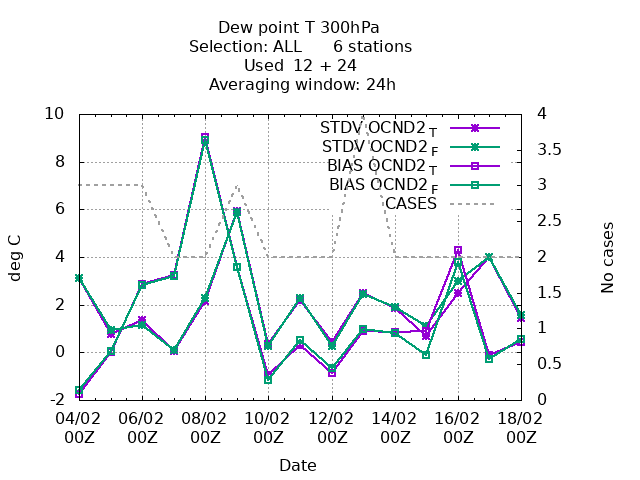 Dew point T 300hPa
Selection: ALL      6 stations
Used  12 + 24
Averaging window: 24h
10
8
6
4
2
0
-2
4
3.5
3
2.5
2
1.5
1
0.5
0
STDV OCND2 T
STDV OCND2 F
BIAS OCND2 T
BIAS OCND2 F
CASES
deg C
No cases
04/02 06/02 08/02 10/02 12/02 14/02 16/02 18/02
00Z 00Z 00Z 00Z 00Z 00Z 00Z 00Z
Date